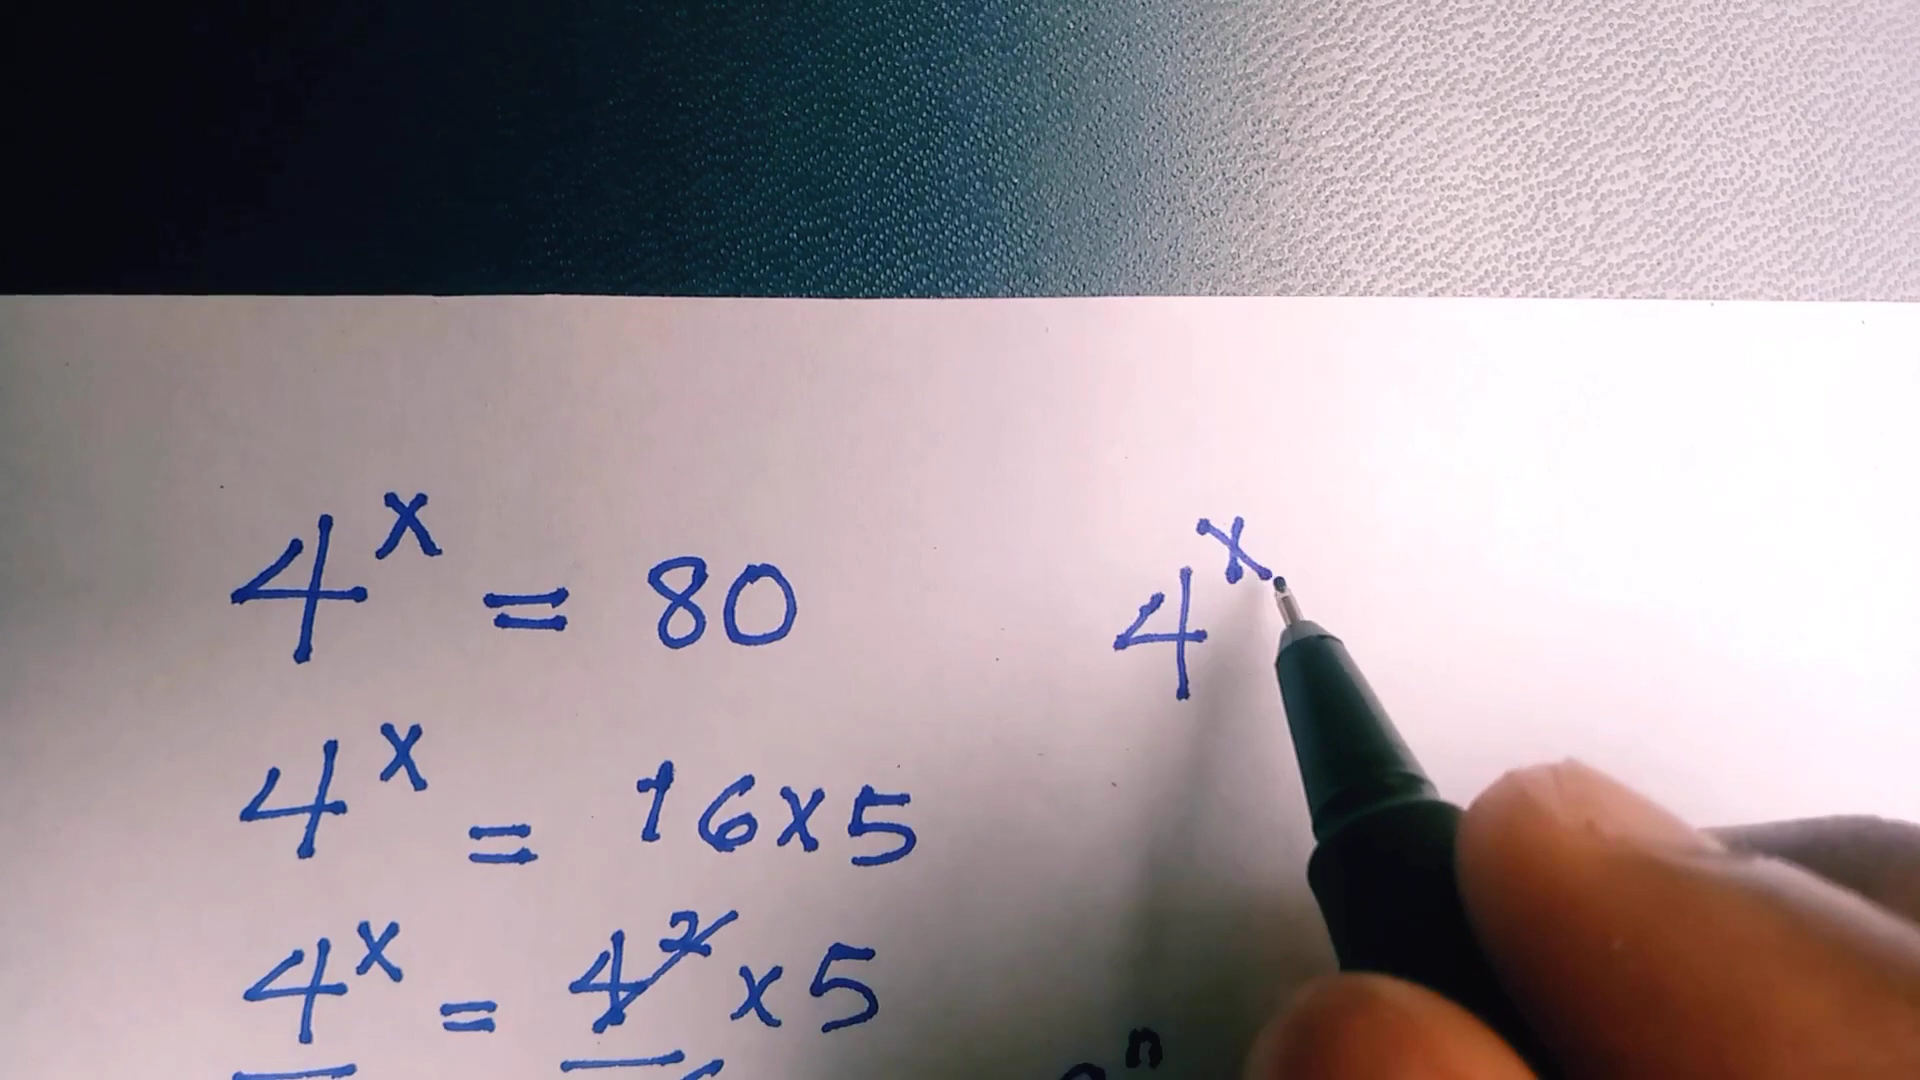 4^x = 80
4^x = 16x5
4^x = 4^2 x5
4^x
n